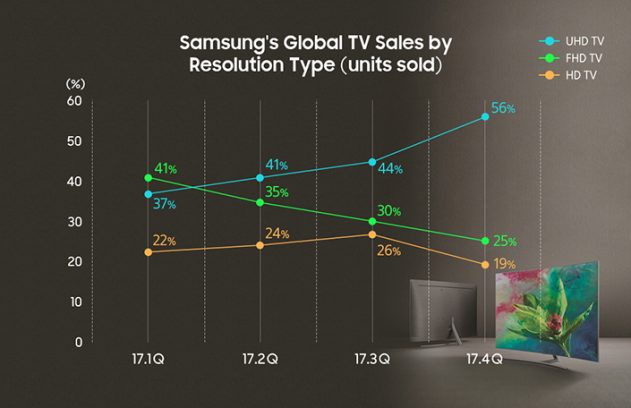 Samsung's Global TV Sales by
Resolution Type (units sold)
UHD TV
FHD TV
HD TV
(%)
60
50
40
30
20
10
0
41%
37%
22%
41%
35%
24%
44%
30%
26%
56%
25%
19%
17.1Q
17.2Q
17.3Q
17.4Q